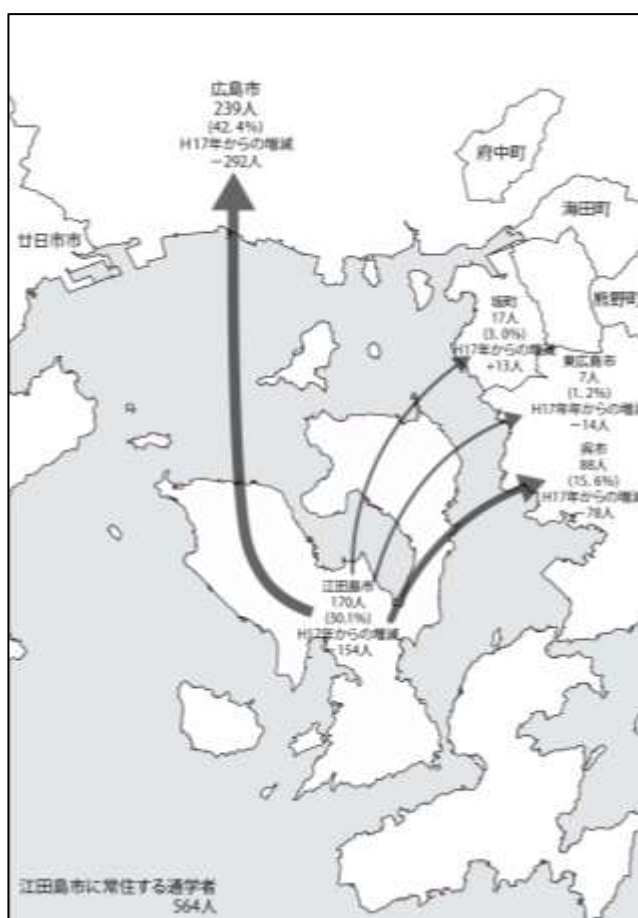 広島市
239人
(42.4%)
H17年からの増減
−292人
府中町
海田町
廿日市市
熊野町
坂町
17人
(3.0%)
H17年からの増減
+13人
東広島市
7人
(1.2%)
H17年年からの増減
−14人
呉市
88人
(15.6%)
H17年からの増減
−78人
江田島市
170人
(30.1%)
H17年からの増減
−154人
江田島市に常住する通学者
564人